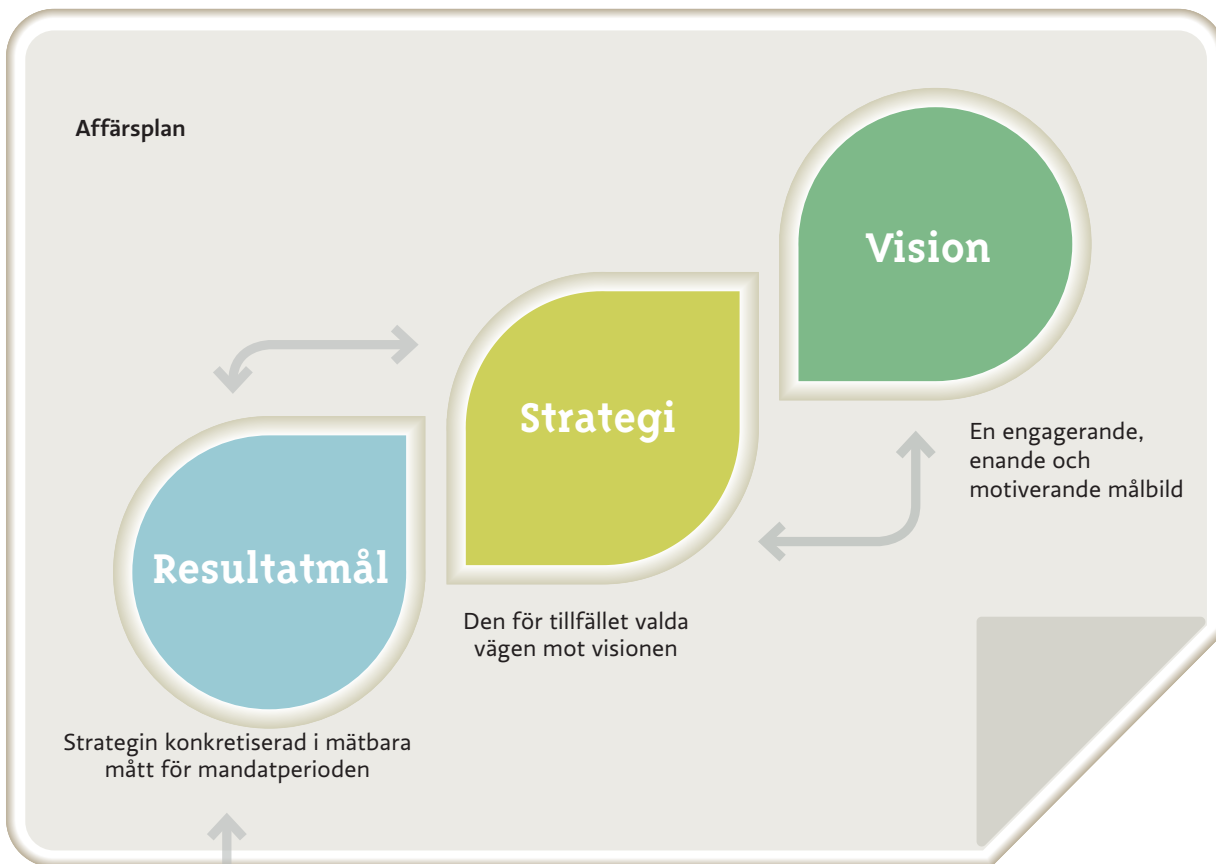 Affärsplan
Vision
En engagerande,
enande och
motiverande målbild
Strategi
Den för tillfället valda
vägen mot visionen
Resultatmål
Strategin konkretiserad i mätbara
mått för mandatperioden